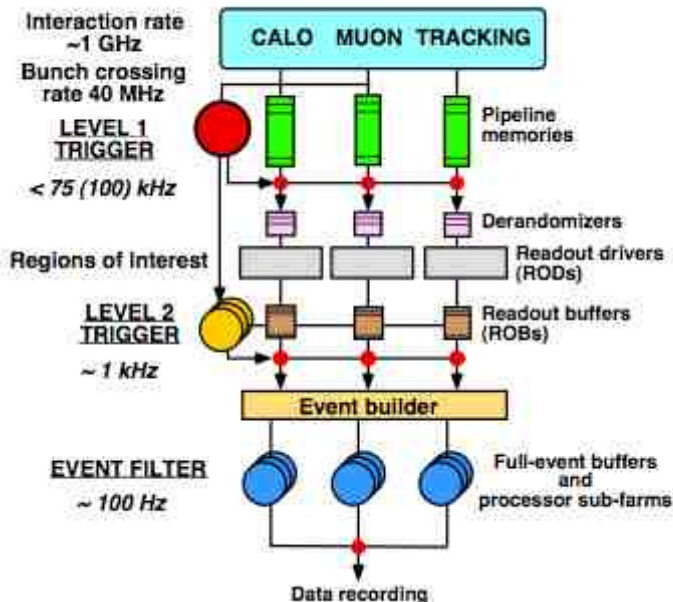 Interaction rate
~1 GHz
CALO MUON TRACKING
Bunch crossing
rate 40 MHz
Pipeline
memories
LEVEL 1
TRIGGER
< 75 (100) kHz
Derandomizers
Regions of Interest
Readout drivers
(RODs)
LEVEL 2
TRIGGER
Readout buffers
(ROBs)
~ 1 kHz
Event builder
EVENT FILTER
~ 100 Hz
Full-event buffers
and
processor sub-farms
Data recording